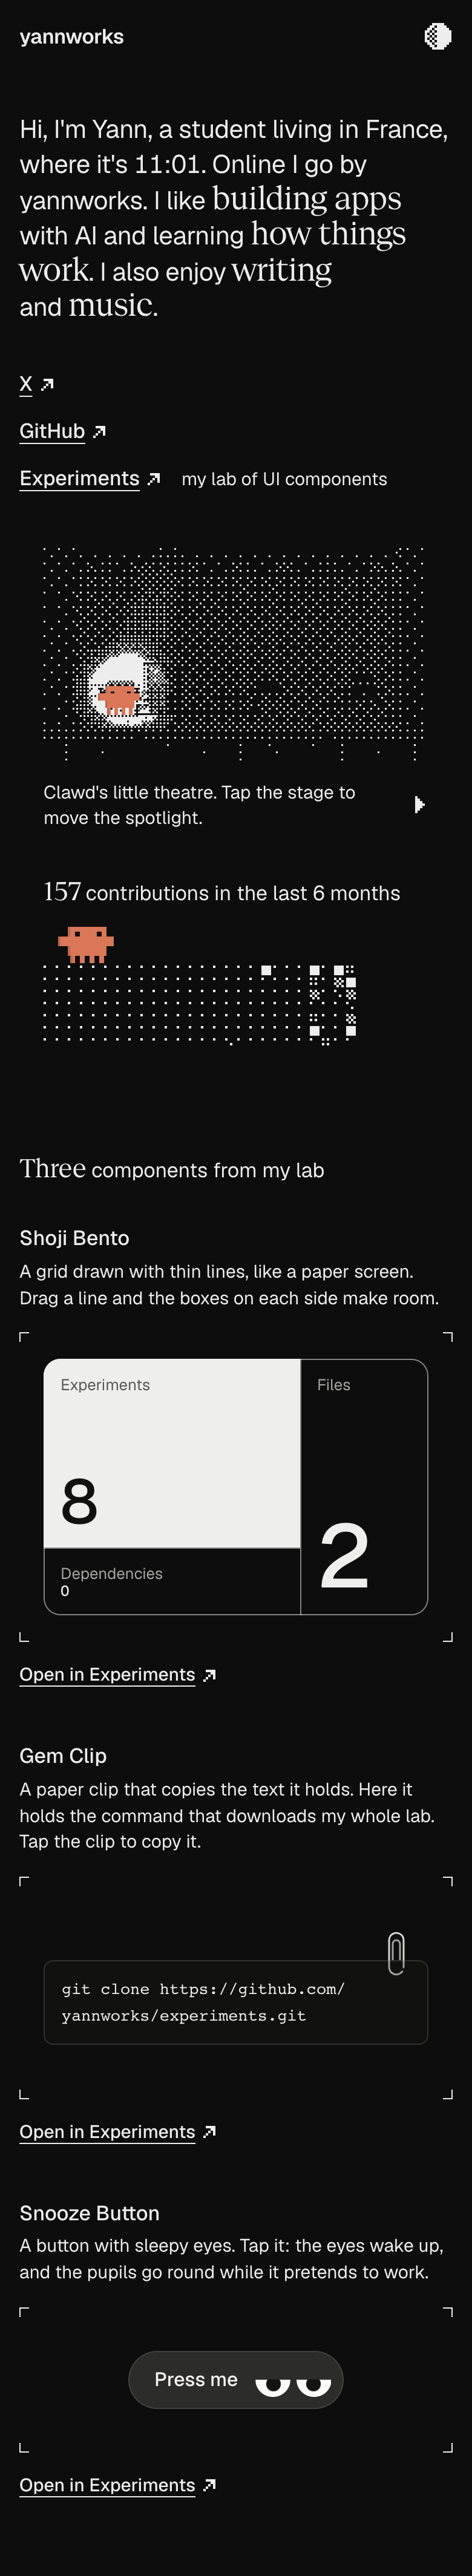 yannworks
Hi, I'm Yann, a student living in France,
where it's 11:01. Online I go by
yannworks. I like building apps
with AI and learning how things
work. I also enjoy writing
and music.
X
GitHub
Experiments my lab of UI components
Clawd's little theatre. Tap the stage to
move the spotlight.
157 contributions in the last 6 months
Three components from my lab
Shoji Bento
A grid drawn with thin lines, like a paper screen.
Drag a line and the boxes on each side make room.
Experiments
8
Files
2
Dependencies
0
Open in Experiments
Gem Clip
A paper clip that copies the text it holds. Here it
holds the command that downloads my whole lab.
Tap the clip to copy it.
git clone https://github.com/
yannworks/experiments.git
Open in Experiments
Snooze Button
A button with sleepy eyes. Tap it: the eyes wake up,
and the pupils go round while it pretends to work.
Press me
Open in Experiments